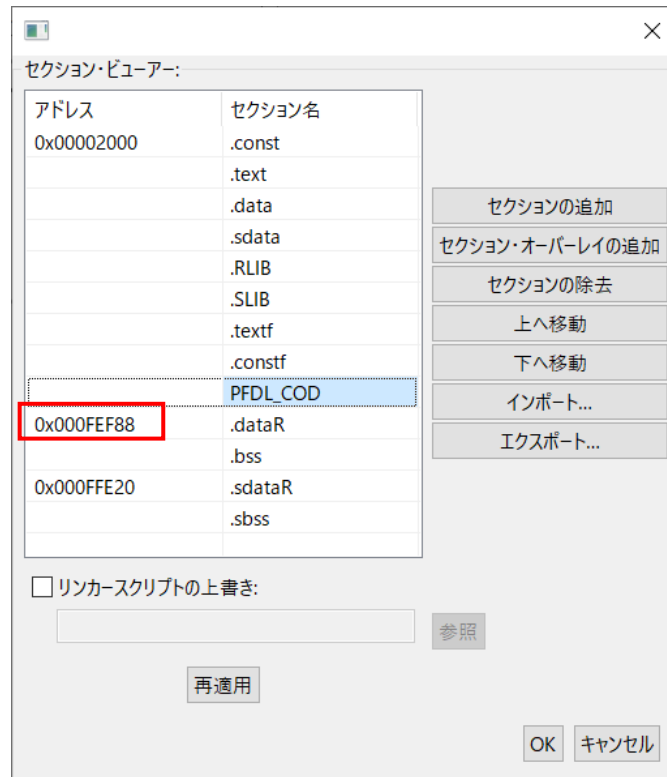 セクション・ビューアー:
アドレス セクション名
0x00002000 .const
.text
.data
.sdata
.RLIB
.SLIB
.textf
.constf
PFDL_COD
0x000FEF88 .dataR
.bss
0x000FFE20 .sdataR
.sbss
セクションの追加
セクション・オーバーレイの追加
セクションの除去
上へ移動
下へ移動
インポート...
エクスポート...
リンカースクリプトの上書き:
参照
再適用
OK キャンセル